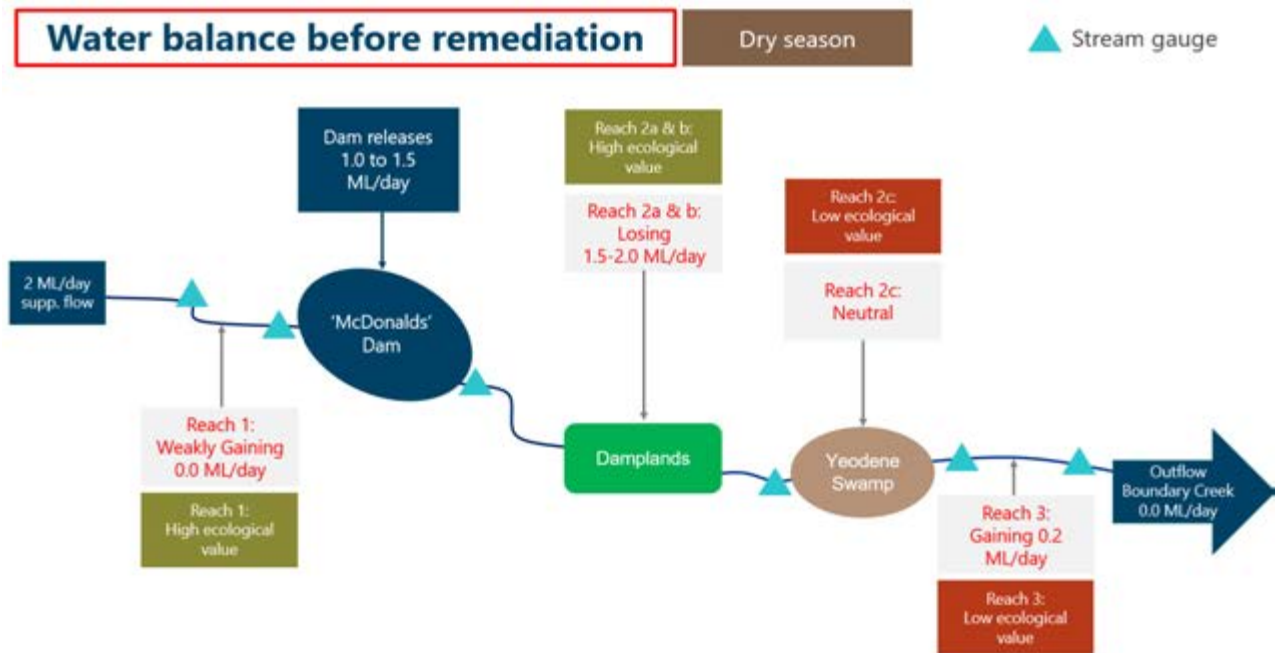 Water balance before remediation
Dry season
Stream gauge
Dam releases
1.0 to 1.5
ML/day
Reach 2a & b:
High ecological
value
Reach 2a & b:
Losing
1.5-2.0 ML/day
Reach 2c:
Low ecological
value
Reach 2c:
Neutral
2 ML/day
supp. flow
'McDonalds'
Dam
Reach 1:
Weakly Gaining
0.0 ML/day
Reach 1:
High ecological
value
Damplands
Yeodene
Swamp
Reach 3:
Gaining 0.2
ML/day
Reach 3:
Low ecological
value
Outflow
Boundary Creek
0.0 ML/day